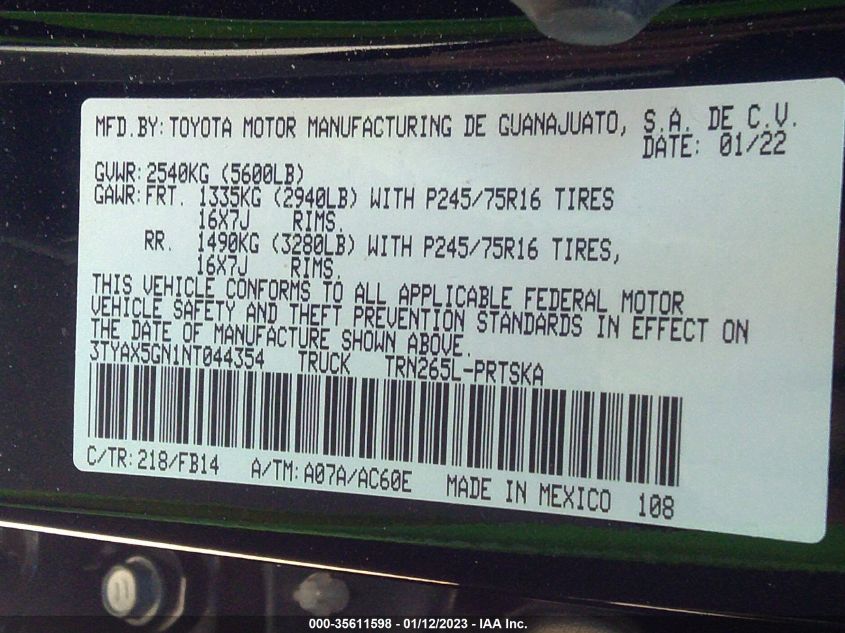 MFD.BY: TOYOTA MOTOR MANUFACTURING DE GUANAJUATO, S.A. DE C.V.
DATE: 01/22
GVWR: 2540KG (5600LB)
GAWR: FRT. 1335KG (2940LB) WITH P245/75R16 TIRES
16X7J RIMS.
RR. 1490KG (3280LB) WITH P245/75R16 TIRES,
16X7J RIMS.
THIS VEHICLE CONFORMS TO ALL APPLICABLE FEDERAL MOTOR
VEHICLE SAFETY AND THEFT PREVENTION STANDARDS IN EFFECT ON
THE DATE OF MANUFACTURE SHOWN ABOVE.
3TYAX5GN1NT044354 TRUCK TRN265L-PRTSKA
C/TR: 218/FB14 A/TM: A07A/AC60E MADE IN MEXICO 108
000-35611598 - 01/12/2023 - IAA Inc.